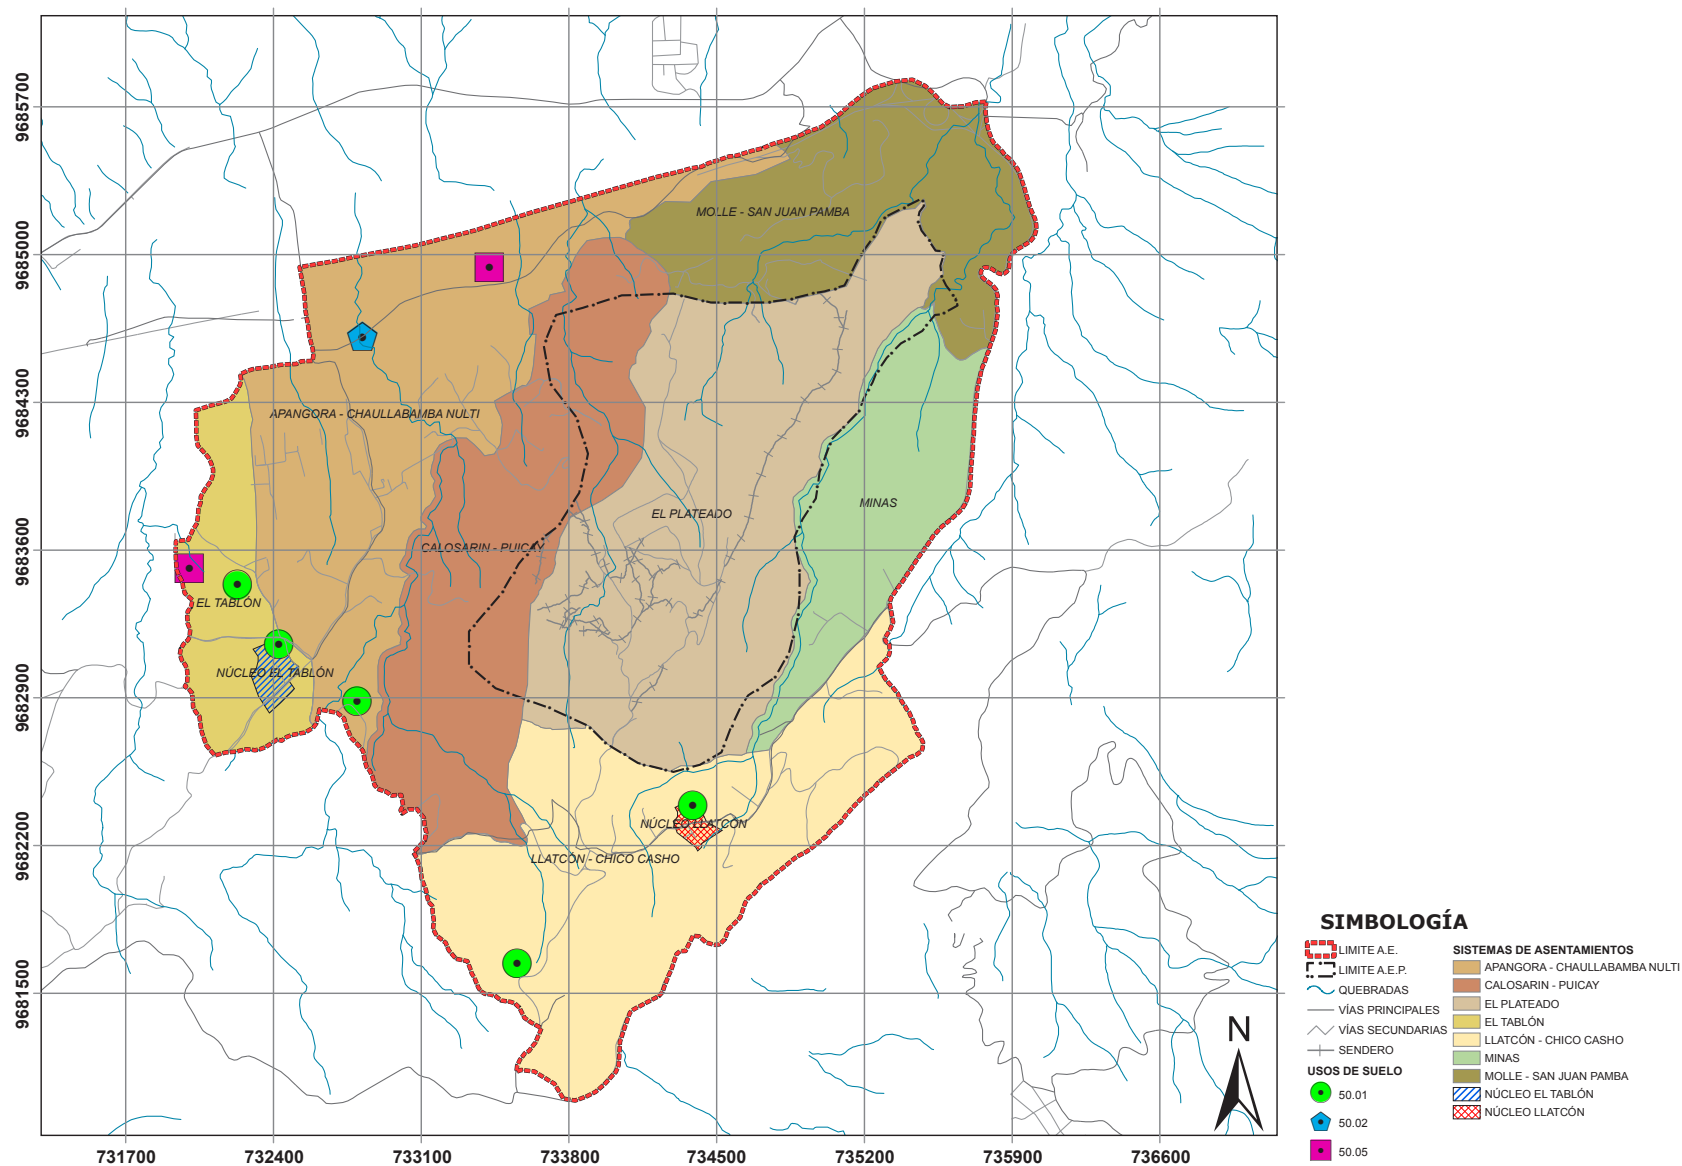 9685700
9685000
9684300
9683600
9682900
9682200
9681500
MOLLE - SAN JUAN PAMBA
APANGORA - CHAULLABAMBA NULTI
MINAS
EL PLATEADO
CALOSARIN - PUICAY
EL TABLÓN
NÚCLEO EL TABLÓN
NÚCLEO LLATCÓN
LLATCÓN - CHICO CASHO
731700 732400 733100 733800 734500 735200 735900 736600
N
SIMBOLOGÍA
LIMITE A.E.
LIMITE A.E.P.
QUEBRADAS
VÍAS PRINCIPALES
VÍAS SECUNDARIAS
SENDERO
USOS DE SUELO
50.01
50.02
50.05
SISTEMAS DE ASENTAMIENTOS
APANGORA - CHAULLABAMBA NULTI
CALOSARIN - PUICAY
EL PLATEADO
EL TABLÓN
LLATCÓN - CHICO CASHO
MINAS
MOLLE - SAN JUAN PAMBA
NÚCLEO EL TABLÓN
NÚCLEO LLATCÓN